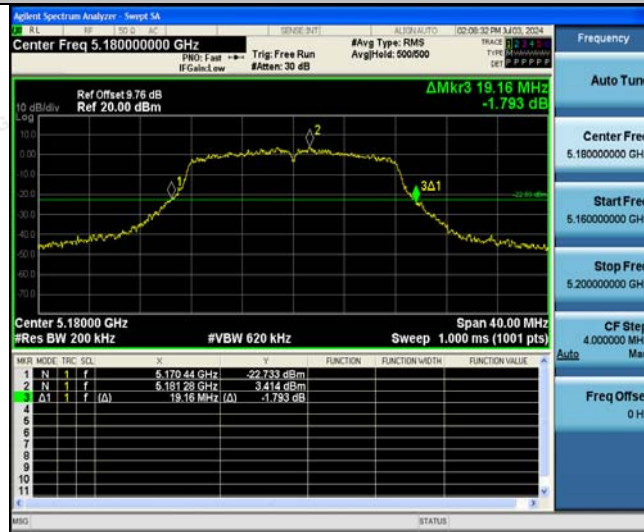 Agilent Spectrum Analyzer - Swept SA
RL RF 50 Ω AC SENSE:INT ALIGN AUTO 02:08:32 PM Jul 03, 2024
Center Freq 5.180000000 GHz
#Avg Type: RMS
TRACE 1 2 3 4 5 6
PNO: Fast
Trig: Free Run
Avg|Hold: 500/500
TYPE
IFGain:Low
#Atten: 30 dB
DET P P P P P P
ΔMkr3 19.16 MHz
-1.793 dB
Ref Offset 9.76 dB
10 dB/div Ref 20.00 dBm
Log
10.0
0.00
-10.0
-20.0
-30.0
-40.0
-50.0
-60.0
-70.0
1
2
3Δ1
Center 5.18000 GHz
Span 40.00 MHz
#Res BW 200 kHz
#VBW 620 kHz
Sweep 1.000 ms (1001 pts)
MKR MODE TRC SCL X Y FUNCTION FUNCTION WIDTH FUNCTION VALUE
1 N 1 f 5.170 44 GHz -22.733 dBm
2 N 1 f 5.181 28 GHz 3.414 dBm
3 Δ1 1 f (Δ) 19.16 MHz (Δ) -1.793 dB
4
5
6
7
8
9
10
11
MSG
STATUS
Frequency
Auto Tun
Center Fre
5.180000000 GH
Start Fre
5.160000000 GH
Stop Fre
5.200000000 GH
CF Ste
4.000000 MH
Auto Ma
Freq Offse
0 H